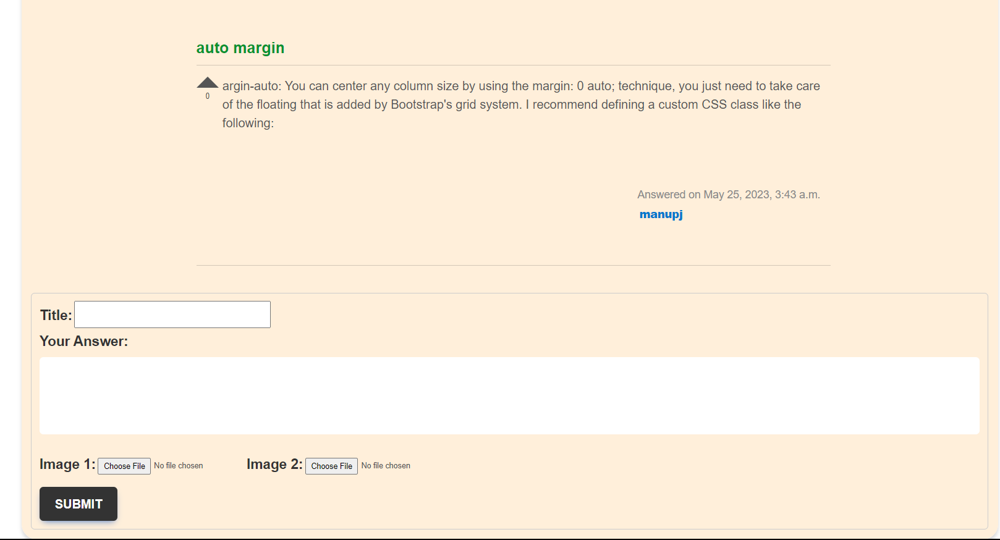 auto margin
argin-auto: You can center any column size by using the margin: 0 auto; technique, you just need to take care
0
of the floating that is added by Bootstrap's grid system. I recommend defining a custom CSS class like the
following:
Answered on May 25, 2023, 3:43 a.m.
manupj
Title:
Your Answer:
Image 1: Choose File No file chosen Image 2: Choose File No file chosen
SUBMIT